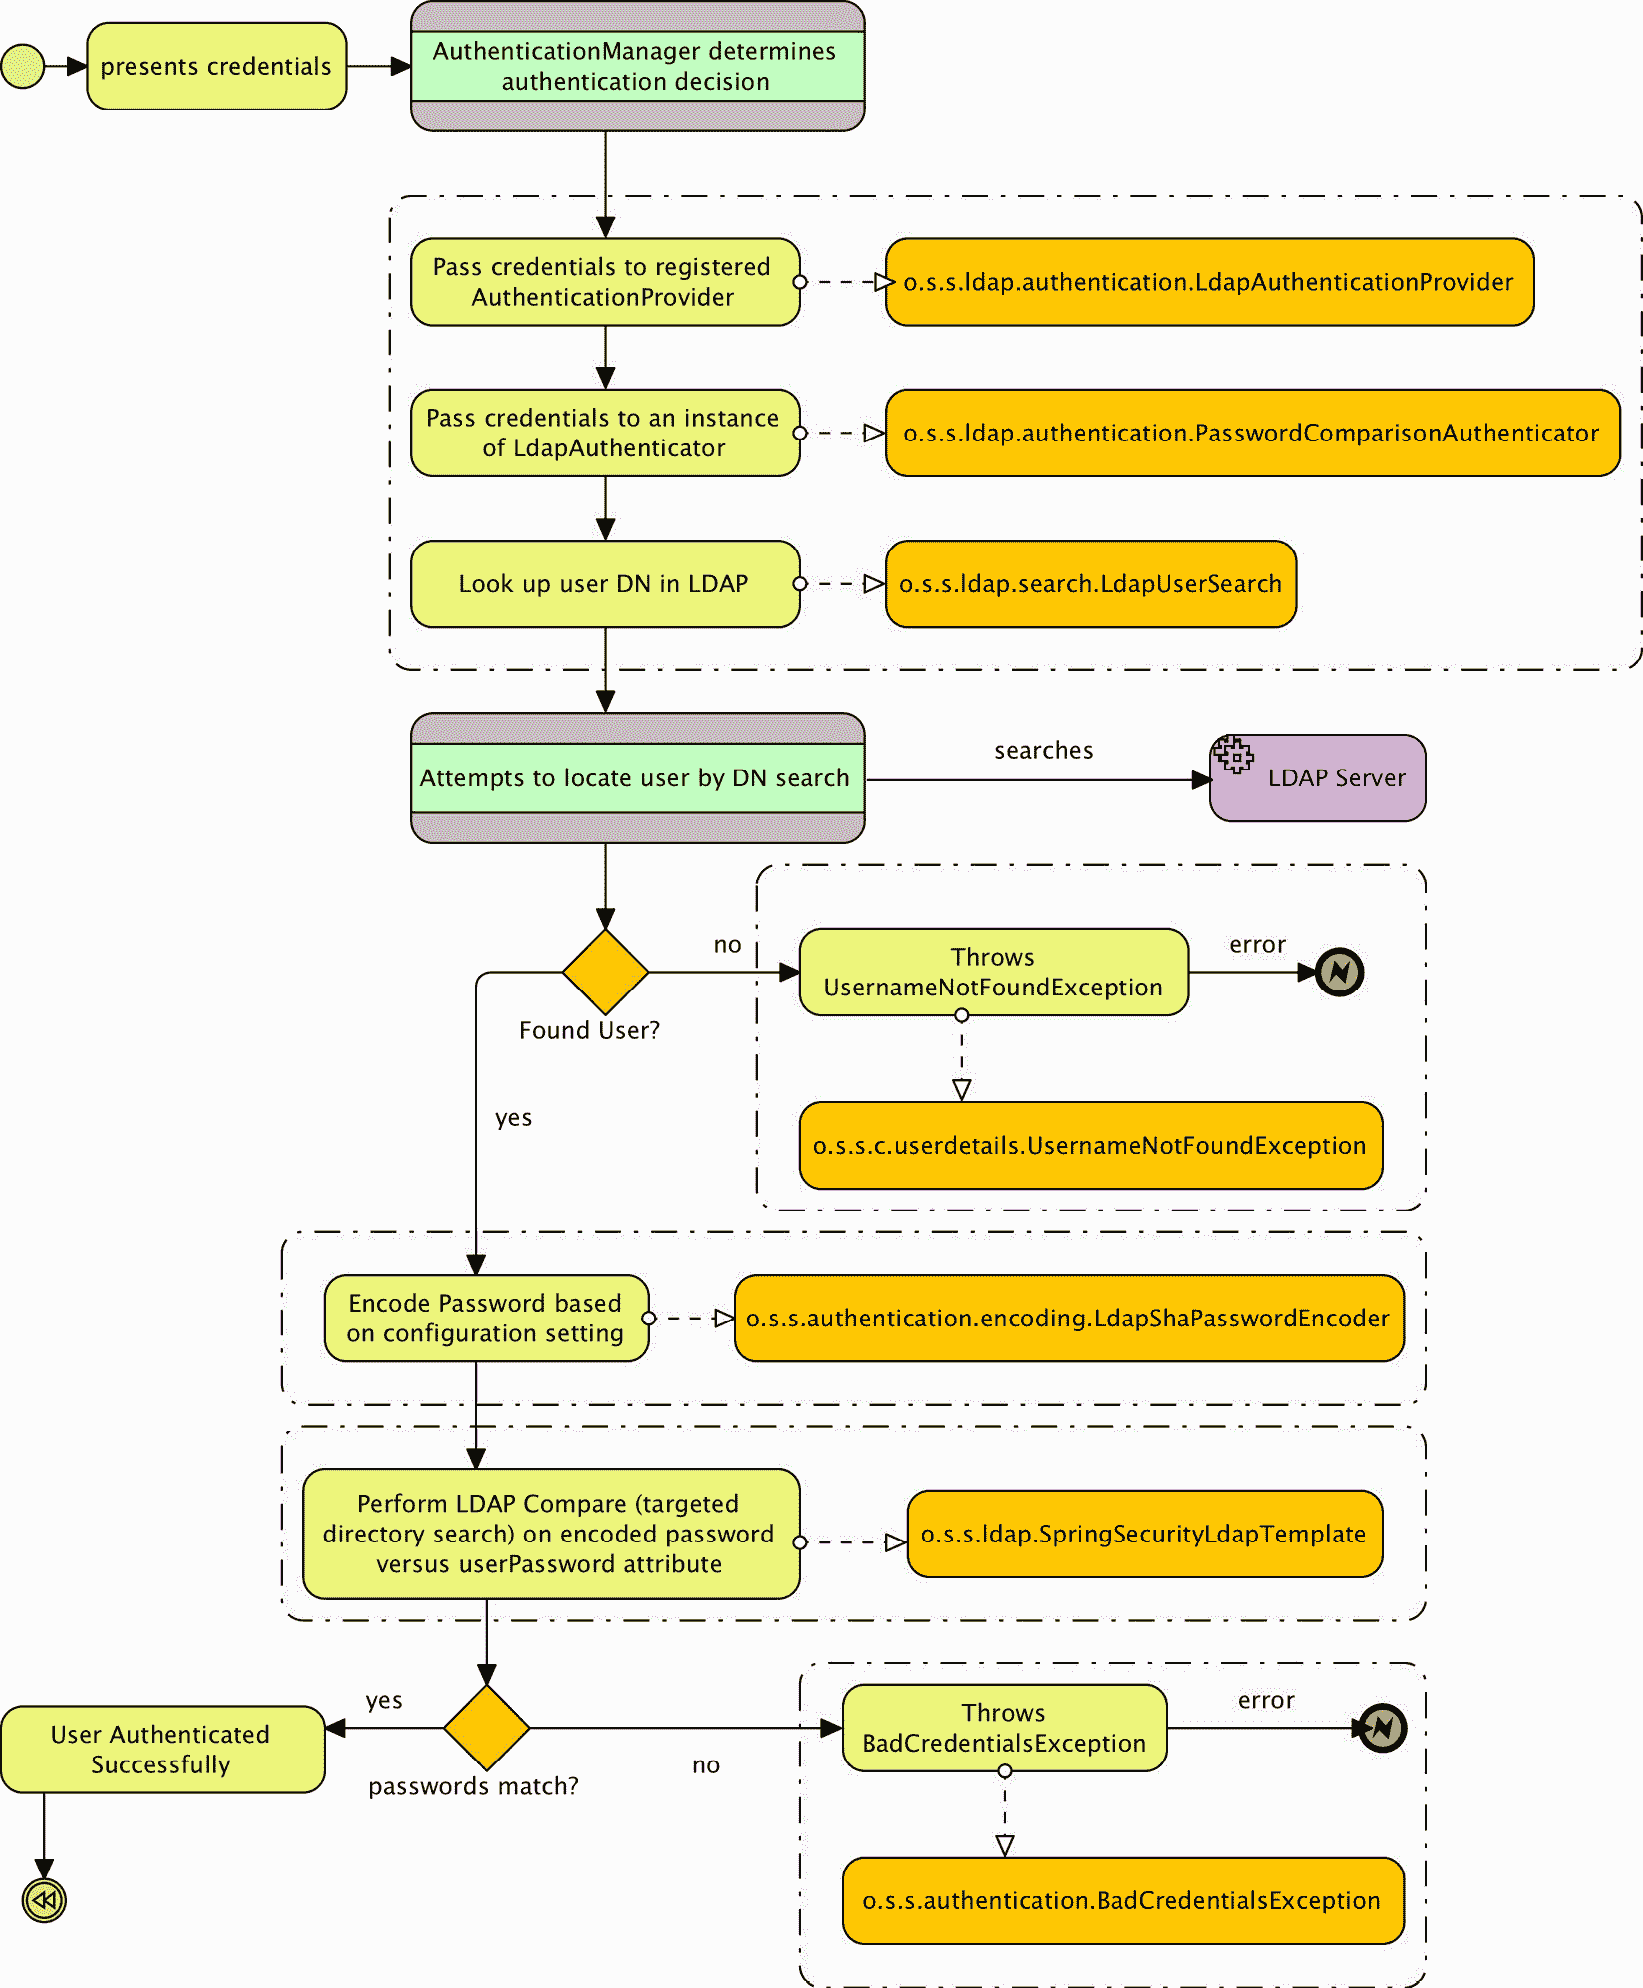 presents credentials
AuthenticationManager determines
authentication decision
Pass credentials to registered
AuthenticationProvider
o.s.s.ldap.authentication.LdapAuthenticationProvider
Pass credentials to an instance
of LdapAuthenticator
o.s.s.ldap.authentication.PasswordComparisonAuthenticator
Look up user DN in LDAP
o.s.s.ldap.search.LdapUserSearch
Attempts to locate user by DN search
searches
LDAP Server
no
Throws
UsernameNotFoundException
error
Found User?
yes
o.s.s.c.userdetails.UsernameNotFoundException
Encode Password based
on configuration setting
o.s.s.authentication.encoding.LdapShaPasswordEncoder
Perform LDAP Compare (targeted
directory search) on encoded password
versus userPassword attribute
o.s.s.ldap.SpringSecurityLdapTemplate
yes
User Authenticated
Successfully
passwords match?
no
Throws
BadCredentialsException
error
o.s.s.authentication.BadCredentialsException